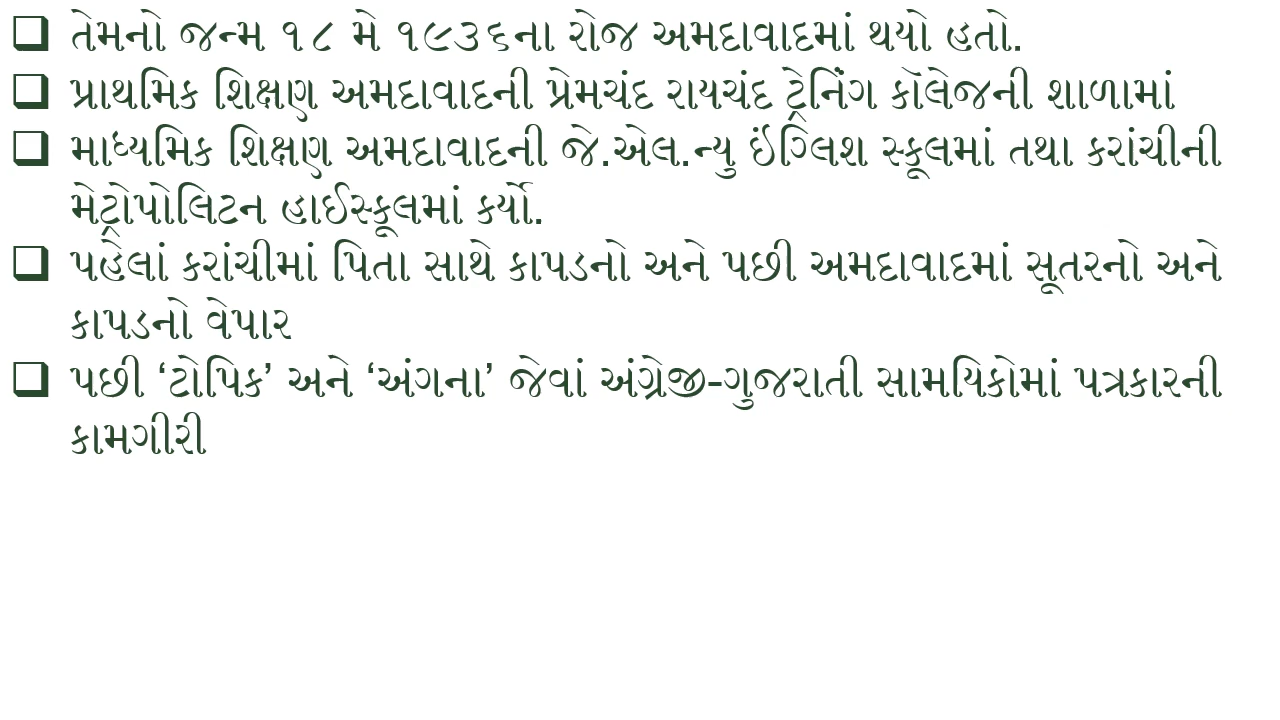 ❑ તેમનો જન્મ ૧૮ મે ૧૯૩૬ના રોજ અમદાવાદમાં થયો હતો.
❑ પ્રાથમિક શિક્ષણ અમદાવાદની પ્રેમચંદ રાયચંદ ટ્રેનિંગ કૉલેજની શાળામાં
❑ માધ્યમિક શિક્ષણ અમદાવાદની જે.એલ.ન્યુ ઇંગ્લિશ સ્કૂલમાં તથા કરાંચીની
મેટ્રોપોલિટન હાઈસ્કૂલમાં કર્યો.
❑ પહેલાં કરાંચીમાં પિતા સાથે કાપડનો અને પછી અમદાવાદમાં સૂતરનો અને
કાપડનો વેપાર
❑ પછી ‘ટોપિક’ અને ‘અંગના’ જેવાં અંગ્રેજી-ગુજરાતી સામયિકોમાં પત્રકારની
કામગીરી